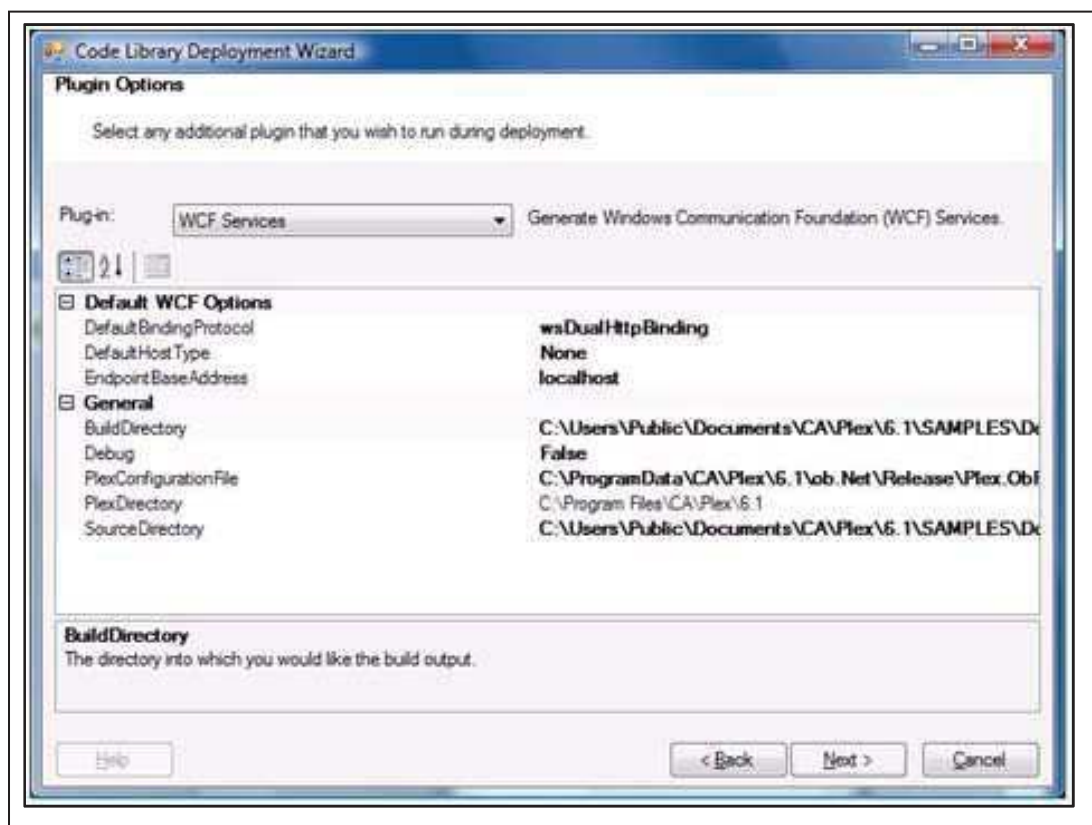 Code Library Deployment Wizard
Plugin Options
Select any additional plugin that you wish to run during deployment.
Plug-in: WCF Services Generate Windows Communication Foundation (WCF) Services.
Default WCF Options
DefaultBindingProtocol wsDualHttpBinding
DefaultHostType None
EndpointBaseAddress localhost
General
BuildDirectory C:\Users\Public\Documents\CA\Plex\6.1\SAMPLES\De
Debug False
PlexConfigurationFile C:\ProgramData\CA\Plex\6.1\ob.Net\Release\Plex.Ob
PlexDirectory C:\Program Files\CA\Plex\6.1
SourceDirectory C:\Users\Public\Documents\CA\Plex\6.1\SAMPLES\De
BuildDirectory
The directory into which you would like the build output.
Help < Back Next > Cancel